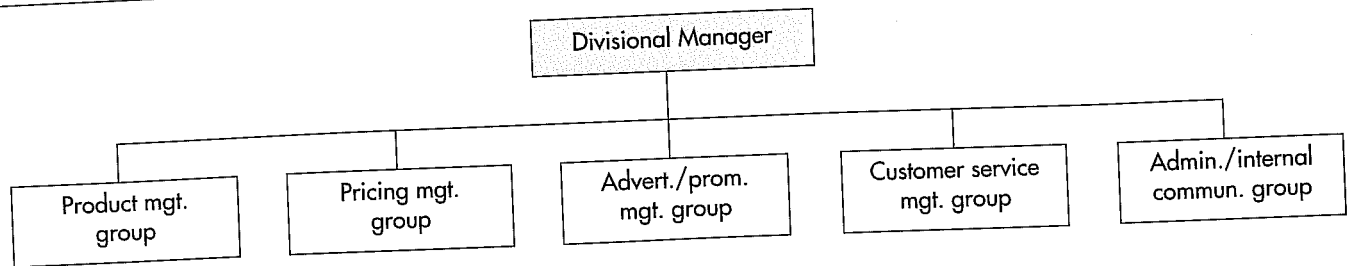 Divisional Manager
Product mgt.
group
Pricing mgt.
group
Advert./prom.
mgt. group
Customer service
mgt. group
Admin./internal
commun. group